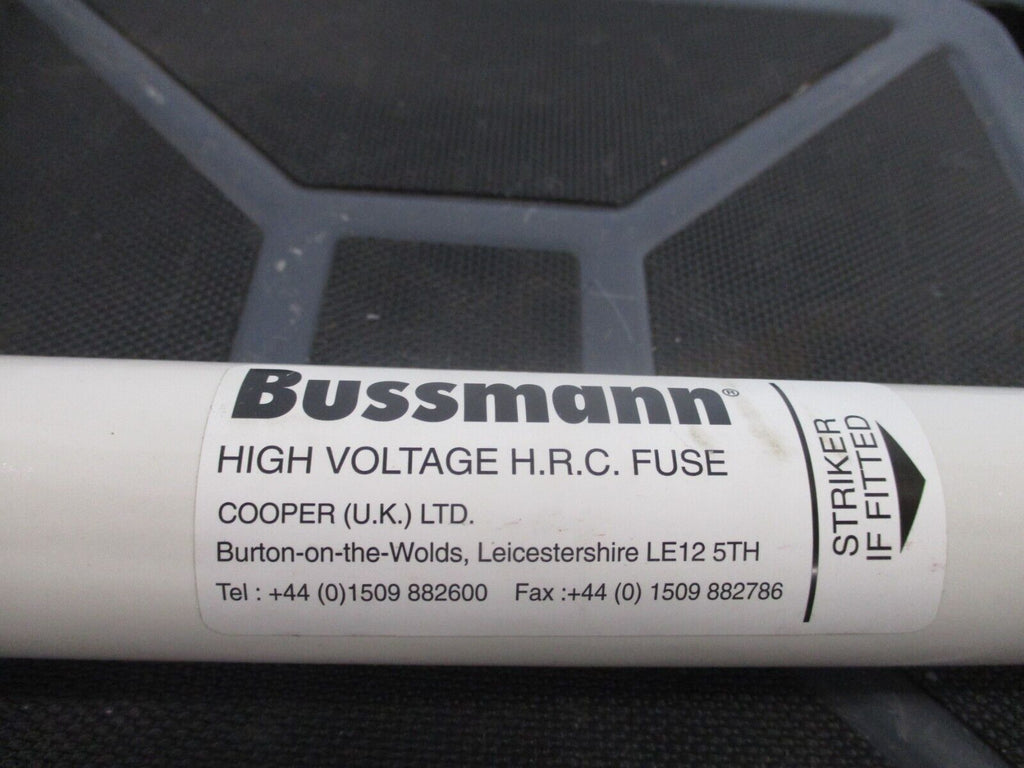 Bussmann®
HIGH VOLTAGE H.R.C. FUSE
COOPER (U.K.) LTD.
Burton-on-the-Wolds, Leicestershire LE12 5TH
Tel : +44 (0)1509 882600 Fax :+44 (0) 1509 882786
STRIKER
IF FITTED